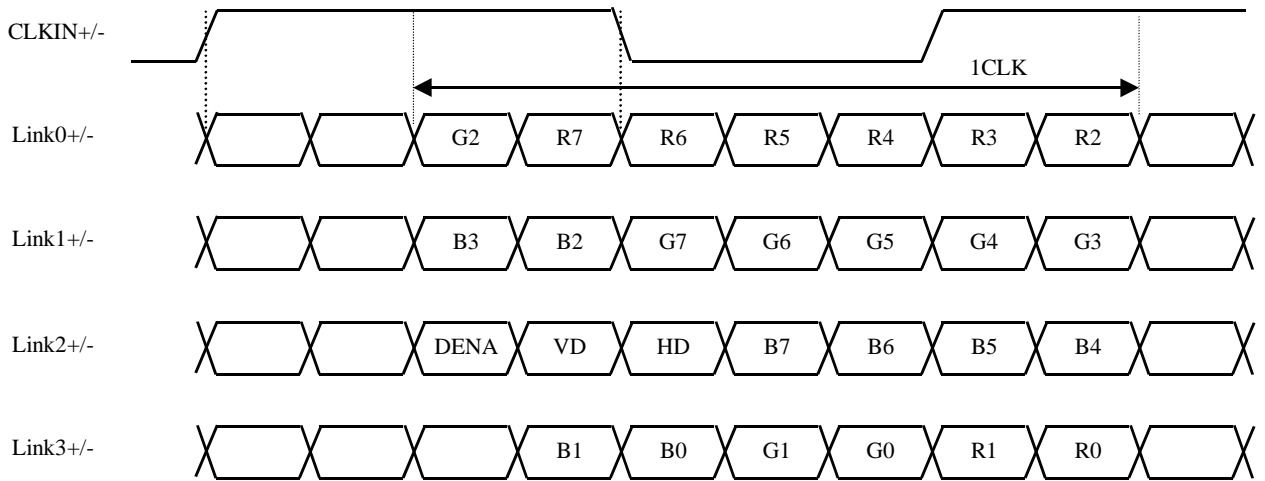 CLKIN+/-
1CLK
Link0+/- G2 R7 R6 R5 R4 R3 R2
Link1+/- B3 B2 G7 G6 G5 G4 G3
Link2+/- DENA VD HD B7 B6 B5 B4
Link3+/- B1 B0 G1 G0 R1 R0